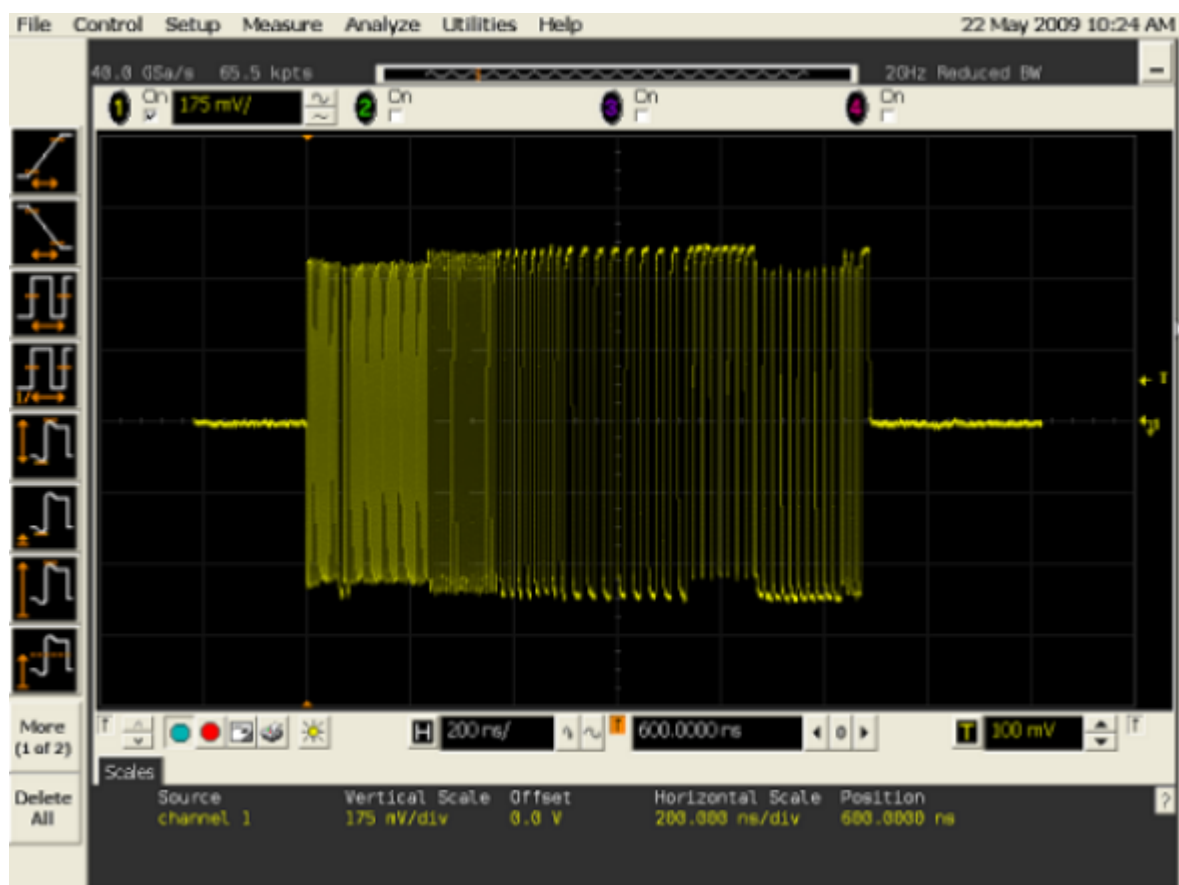 File Control Setup Measure Analyze Utilities Help 22 May 2009 10:24 AM
40.0 GSa/s 65.5 kpts 2GHz Reduced BW
1 On 175 mV/ 2 On 3 On 4 On
T
1/
H 200 ns/ T 600.0000 ns 0 T 100 mV
More
(1 of 2)
Scales
Delete
All
Source Vertical Scale Offset Horizontal Scale Position
channel 1 175 mV/div 0.0 V 200.000 ns/div 600.0000 ns
?